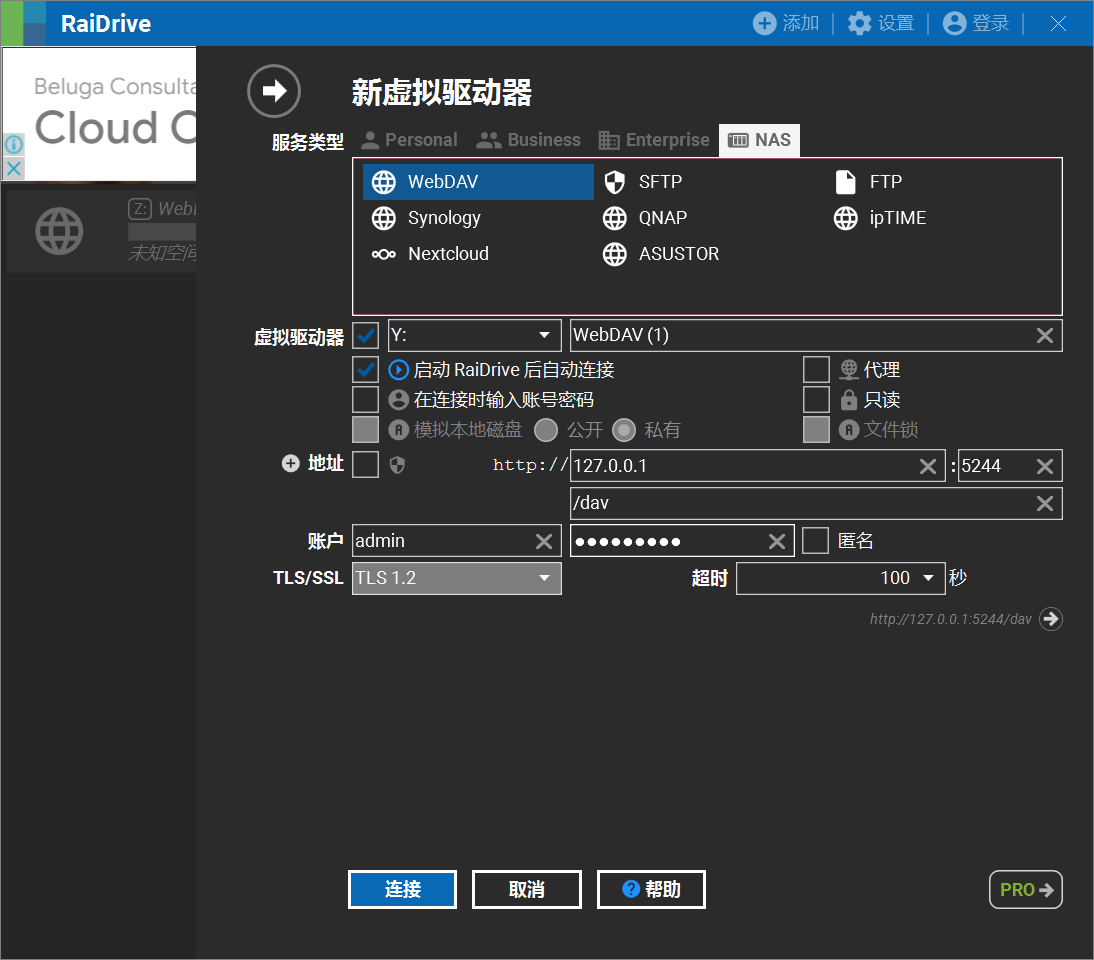 RaiDrive
添加
设置
登录
Beluga Consulta
Cloud C
Z:
WebD
未知空间
新虚拟驱动器
服务类型
Personal
Business
Enterprise
NAS
WebDAV
SFTP
FTP
Synology
QNAP
ipTIME
Nextcloud
ASUSTOR
虚拟驱动器
Y:
WebDAV (1)
启动 RaiDrive 后自动连接
代理
在连接时输入账号密码
只读
模拟本地磁盘
公开
私有
文件锁
地址
http://
127.0.0.1
:
5244
/dav
账户
admin
●●●●●●●●●
匿名
TLS/SSL
TLS 1.2
超时
100
秒
http://127.0.0.1:5244/dav
连接
取消
帮助
PRO